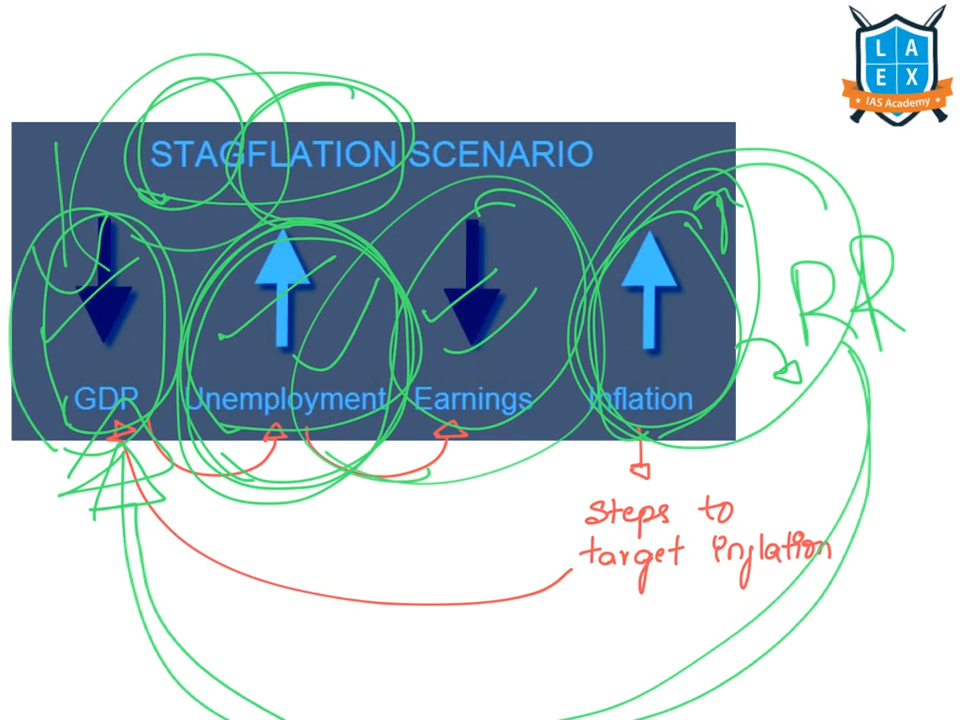 L A
E X
IAS Academy
STAGFLATION SCENARIO
GDP Unemployment Earnings Inflation
RR
Steps to
target inflation